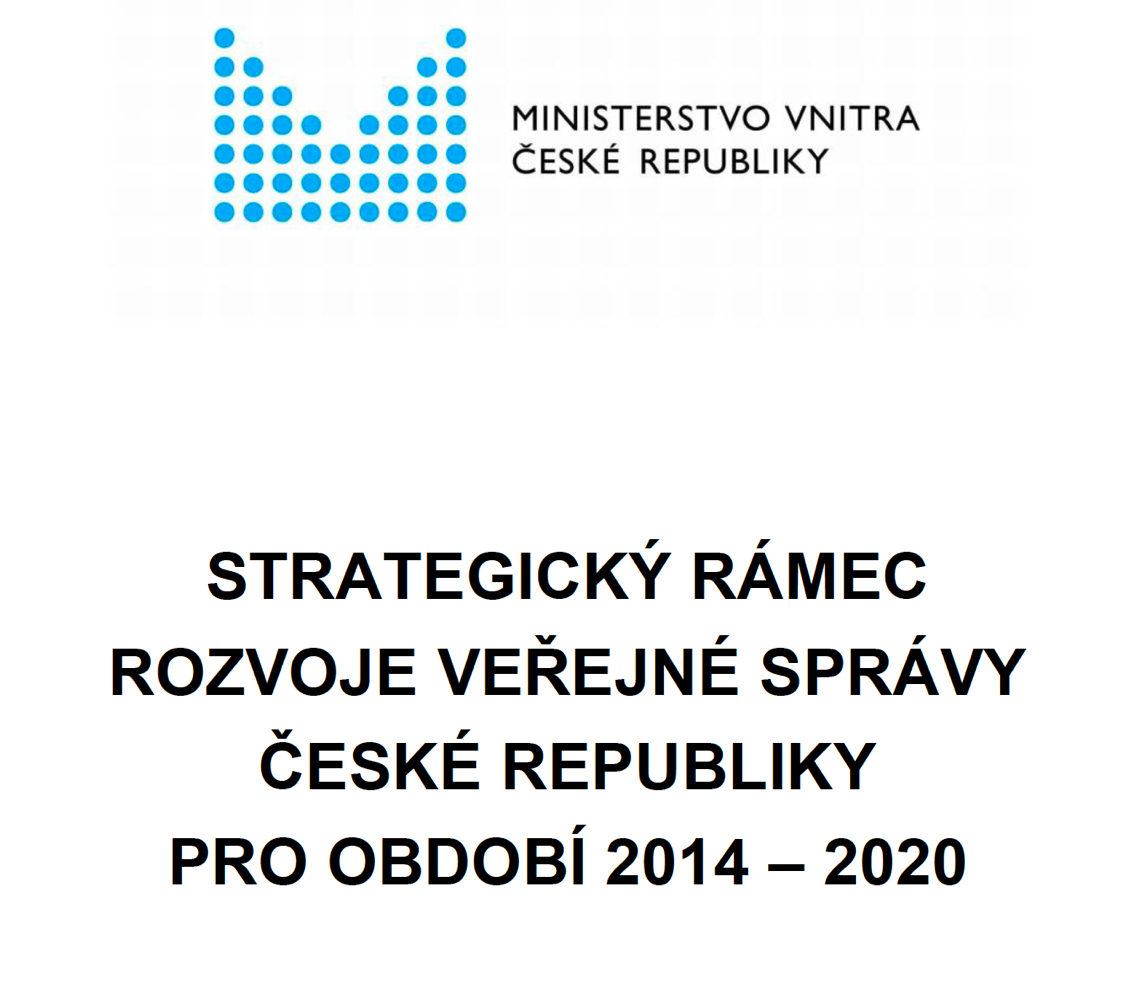 MINISTERSTVO VNITRA
ČESKÉ REPUBLIKY
STRATEGICKÝ RÁMEC
ROZVOJE VEŘEJNÉ SPRÁVY
ČESKÉ REPUBLIKY
PRO OBDOBÍ 2014 – 2020